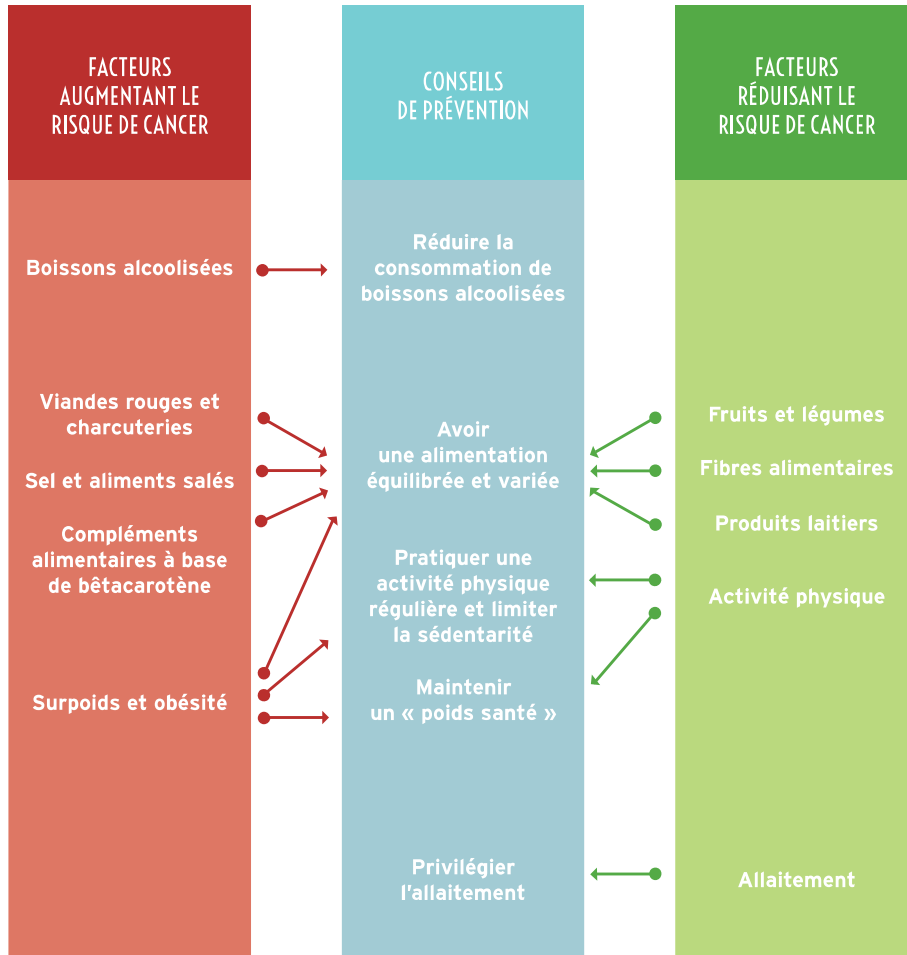 FACTEURS
AUGMENTANT LE
RISQUE DE CANCER
Boissons alcoolisées
Viandes rouges et
charcuteries
Sel et aliments salés
Compléments
alimentaires à base
de bêtacarotène
Surpoids et obésité
CONSEILS
DE PRÉVENTION
Réduire la
consommation de
boissons alcoolisées
Avoir
une alimentation
équilibrée et variée
Pratiquer une
activité physique
régulière et limiter
la sédentarité
Maintenir
un « poids santé »
Privilégier
l'allaitement
FACTEURS
RÉDUISANT LE
RISQUE DE CANCER
Fruits et légumes
Fibres alimentaires
Produits laitiers
Activité physique
Allaitement